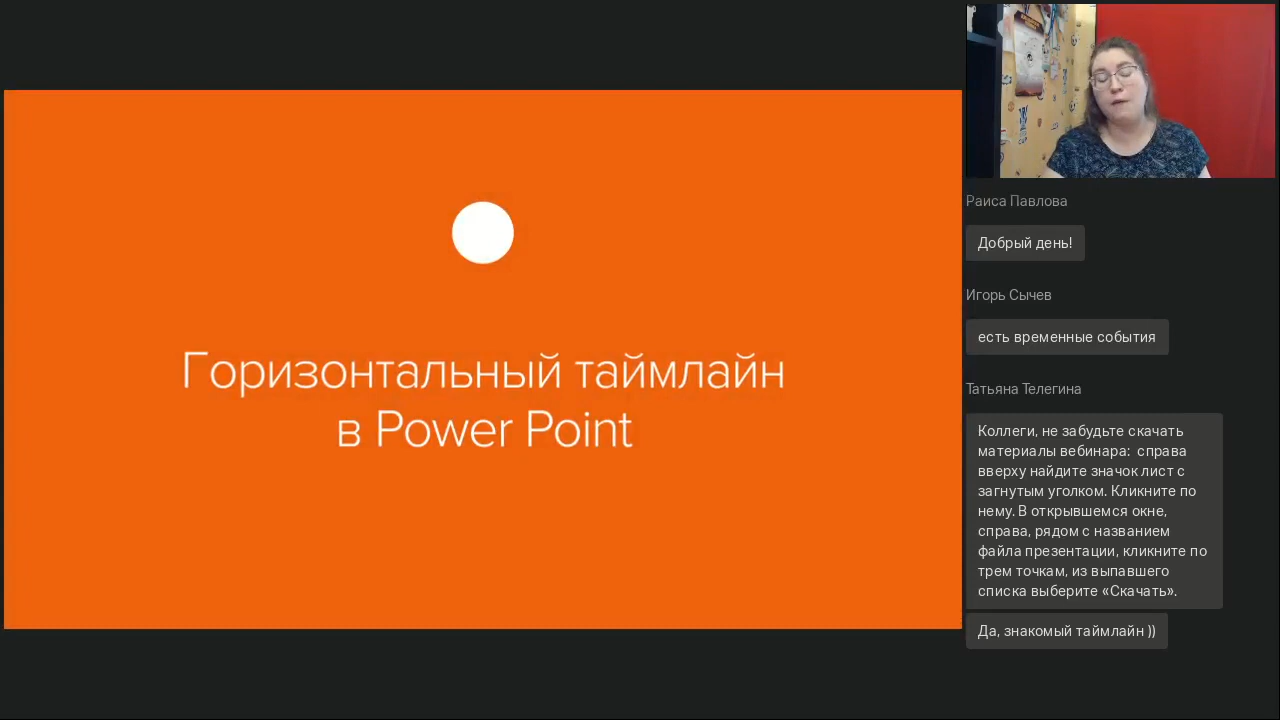 Горизонтальный таймлайн
в Power Point
Раиса Павлова
Добрый день!
Игорь Сычев
есть временные события
Татьяна Телегина
Коллеги, не забудьте скачать
материалы вебинара:  справа
вверху найдите значок лист с
загнутым уголком. Кликните по
нему. В открывшемся окне,
справа, рядом с названием
файла презентации, кликните по
трем точкам, из выпавшего
списка выберите «Скачать».
Да, знакомый таймлайн ))